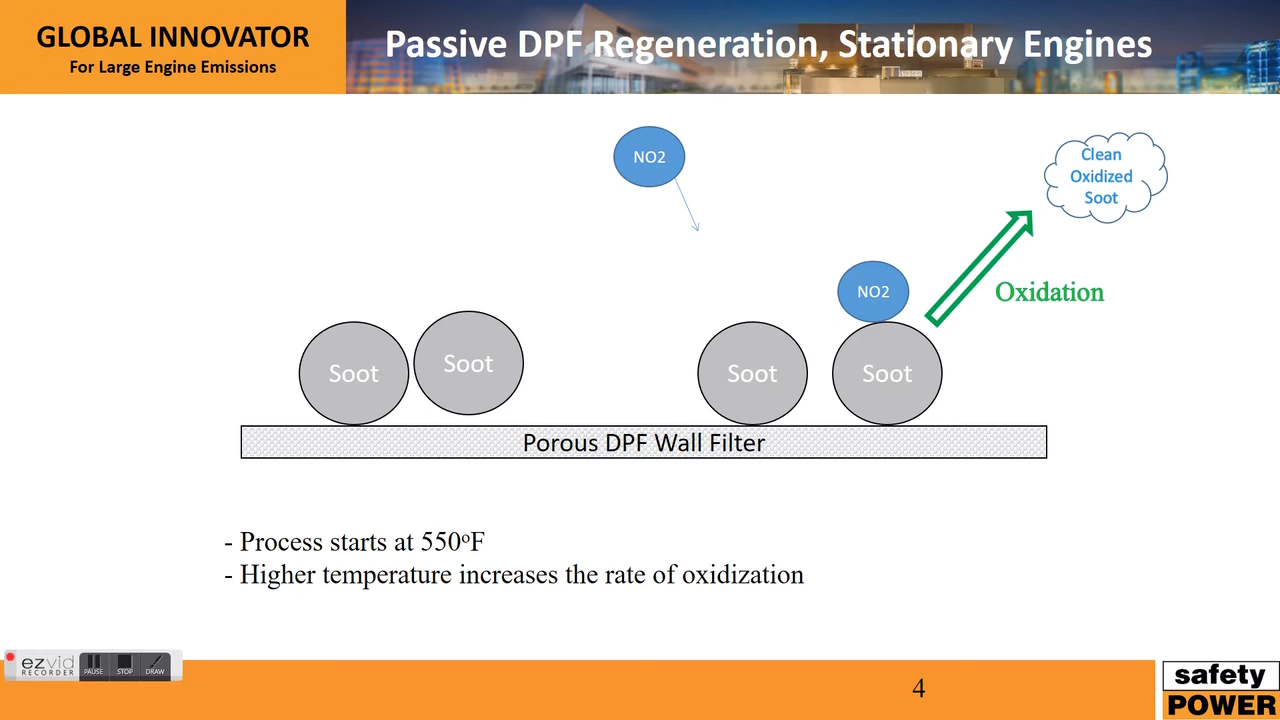 GLOBAL INNOVATOR
For Large Engine Emissions
Passive DPF Regeneration, Stationary Engines
NO2
Clean
Oxidized
Soot
NO2
Oxidation
Soot
Soot
Soot
Soot
Porous DPF Wall Filter
- Process starts at 550°F
- Higher temperature increases the rate of oxidization
ezvid
RECORDER
PAUSE
STOP
DRAW
4
safety
POWER